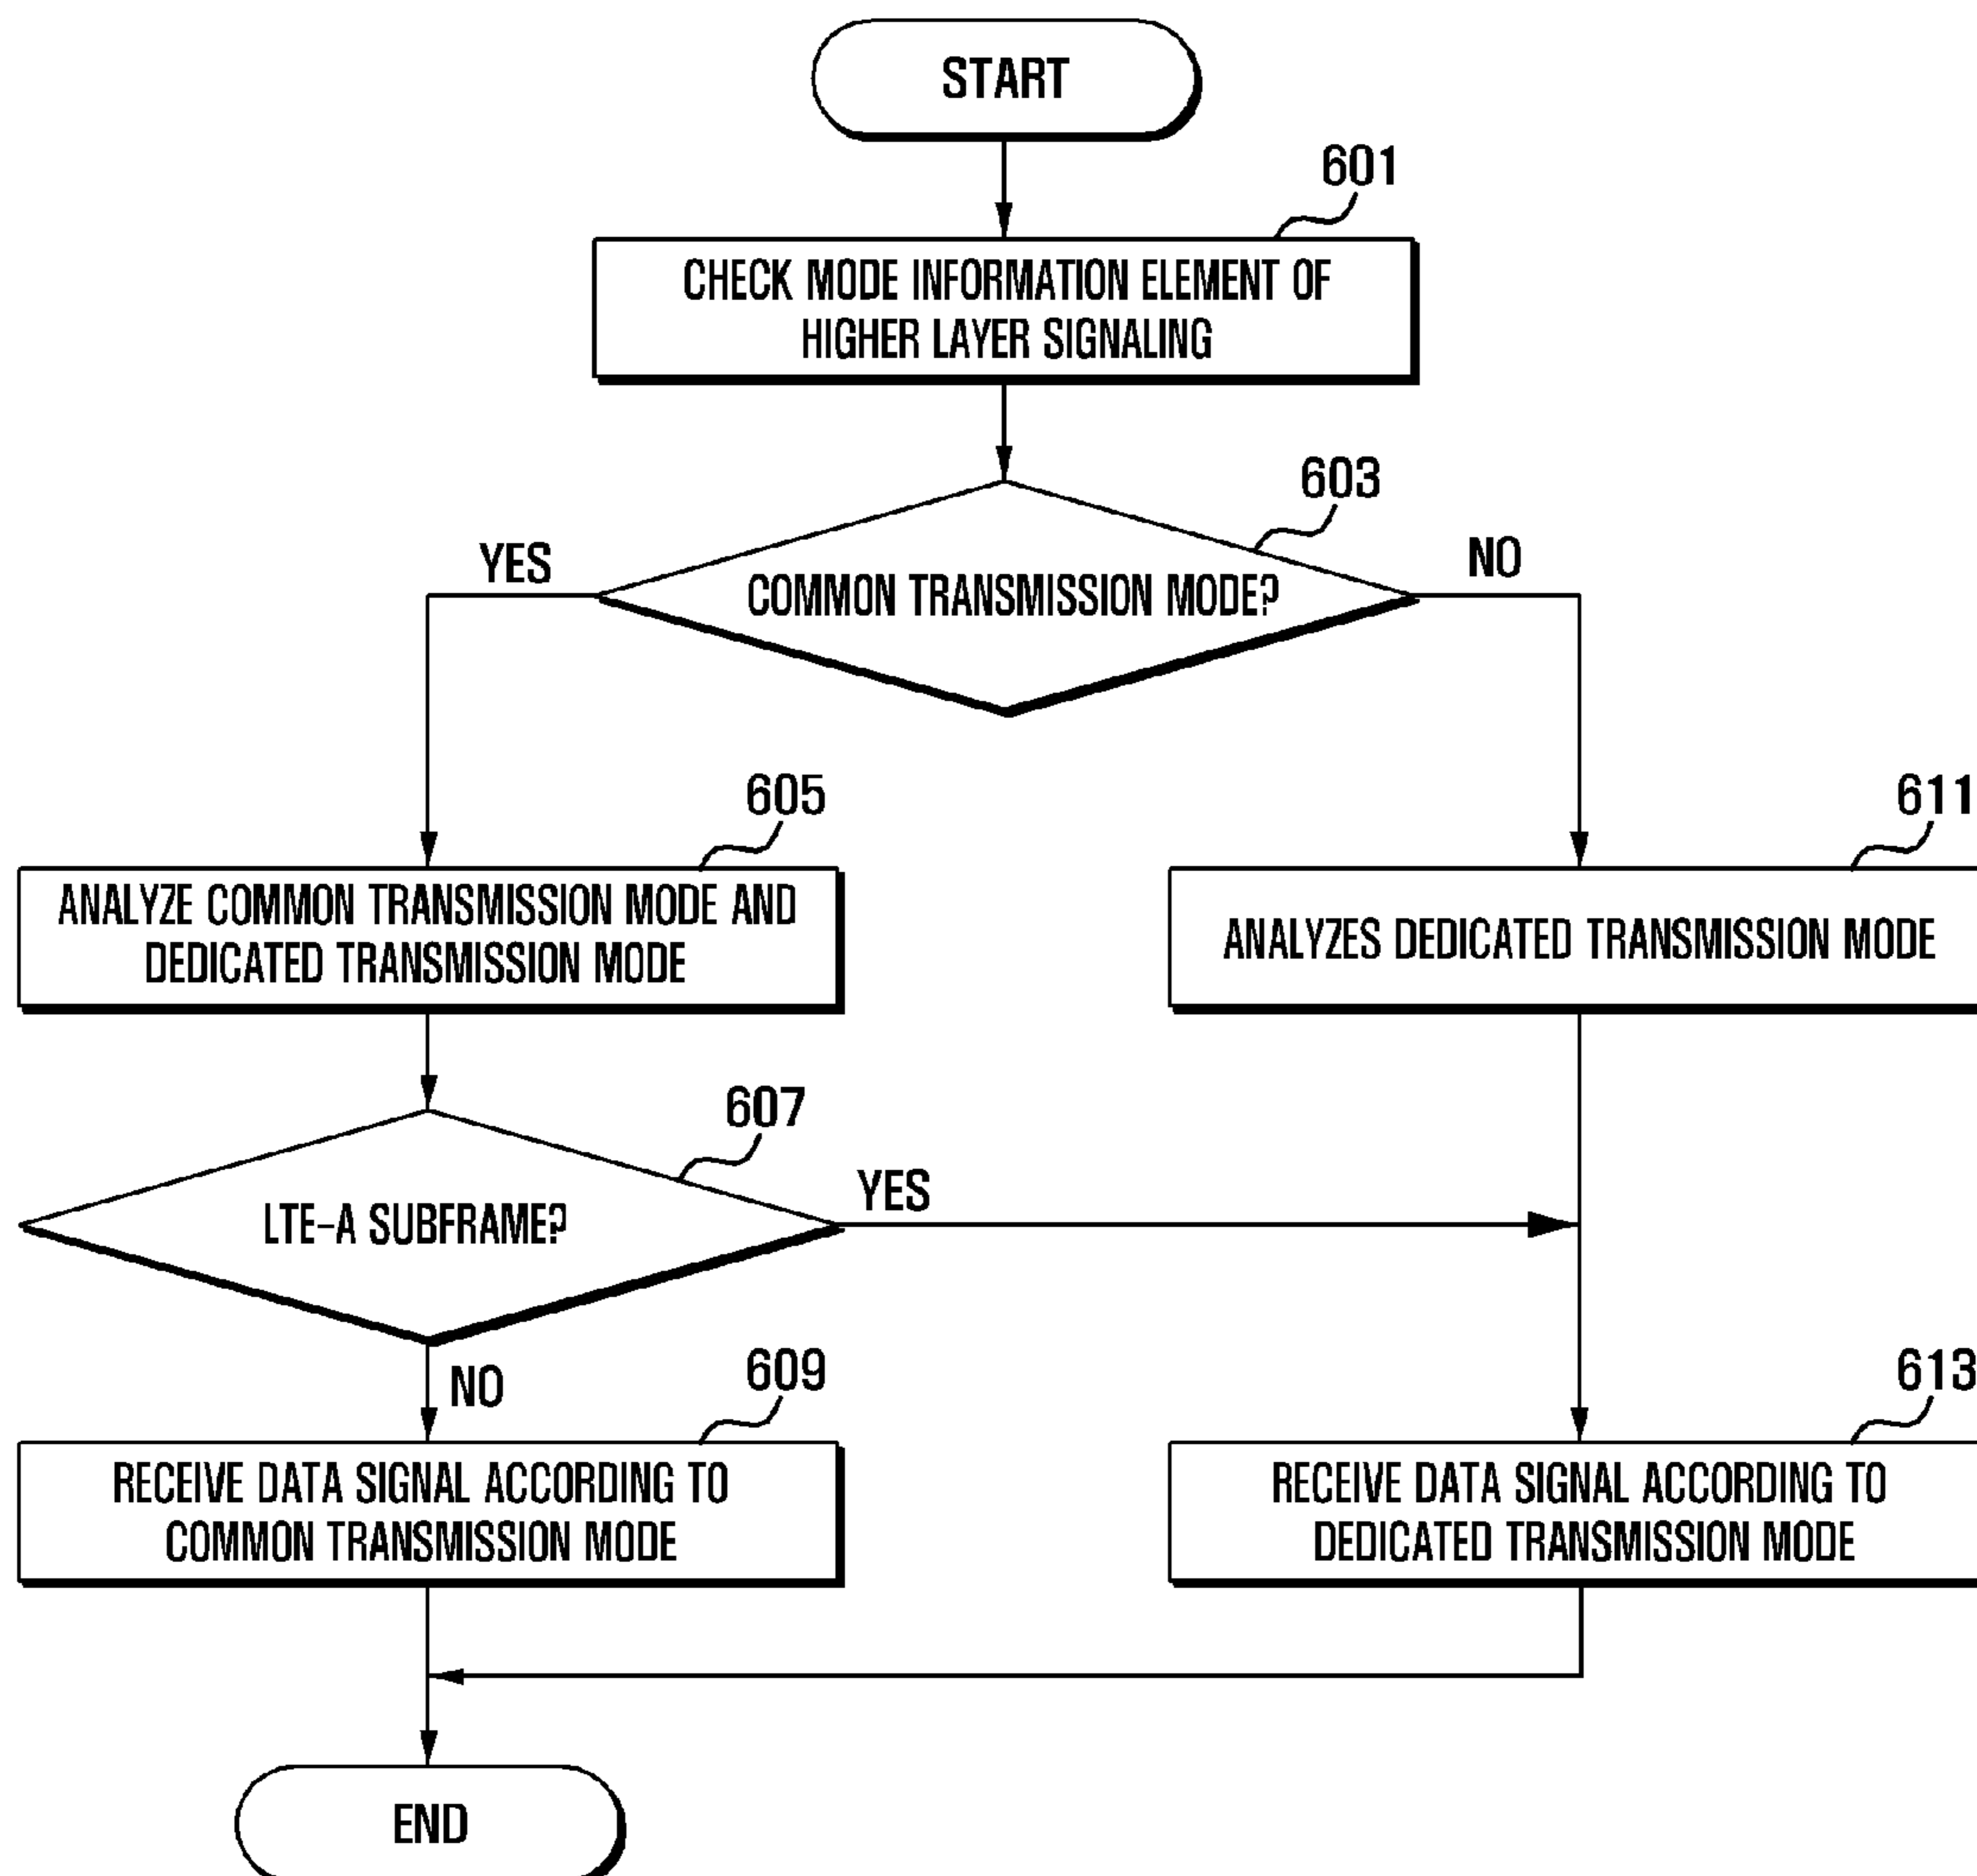 START
601
CHECK MODE INFORMATION ELEMENT OF
HIGHER LAYER SIGNALING
603
YES
NO
COMMON TRANSMISSION MODE?
605
611
ANALYZE COMMON TRANSMISSION MODE AND
DEDICATED TRANSMISSION MODE
ANALYZES DEDICATED TRANSMISSION MODE
607
YES
LTE-A SUBFRAME?
NO
609
613
RECEIVE DATA SIGNAL ACCORDING TO
COMMON TRANSMISSION MODE
RECEIVE DATA SIGNAL ACCORDING TO
DEDICATED TRANSMISSION MODE
END